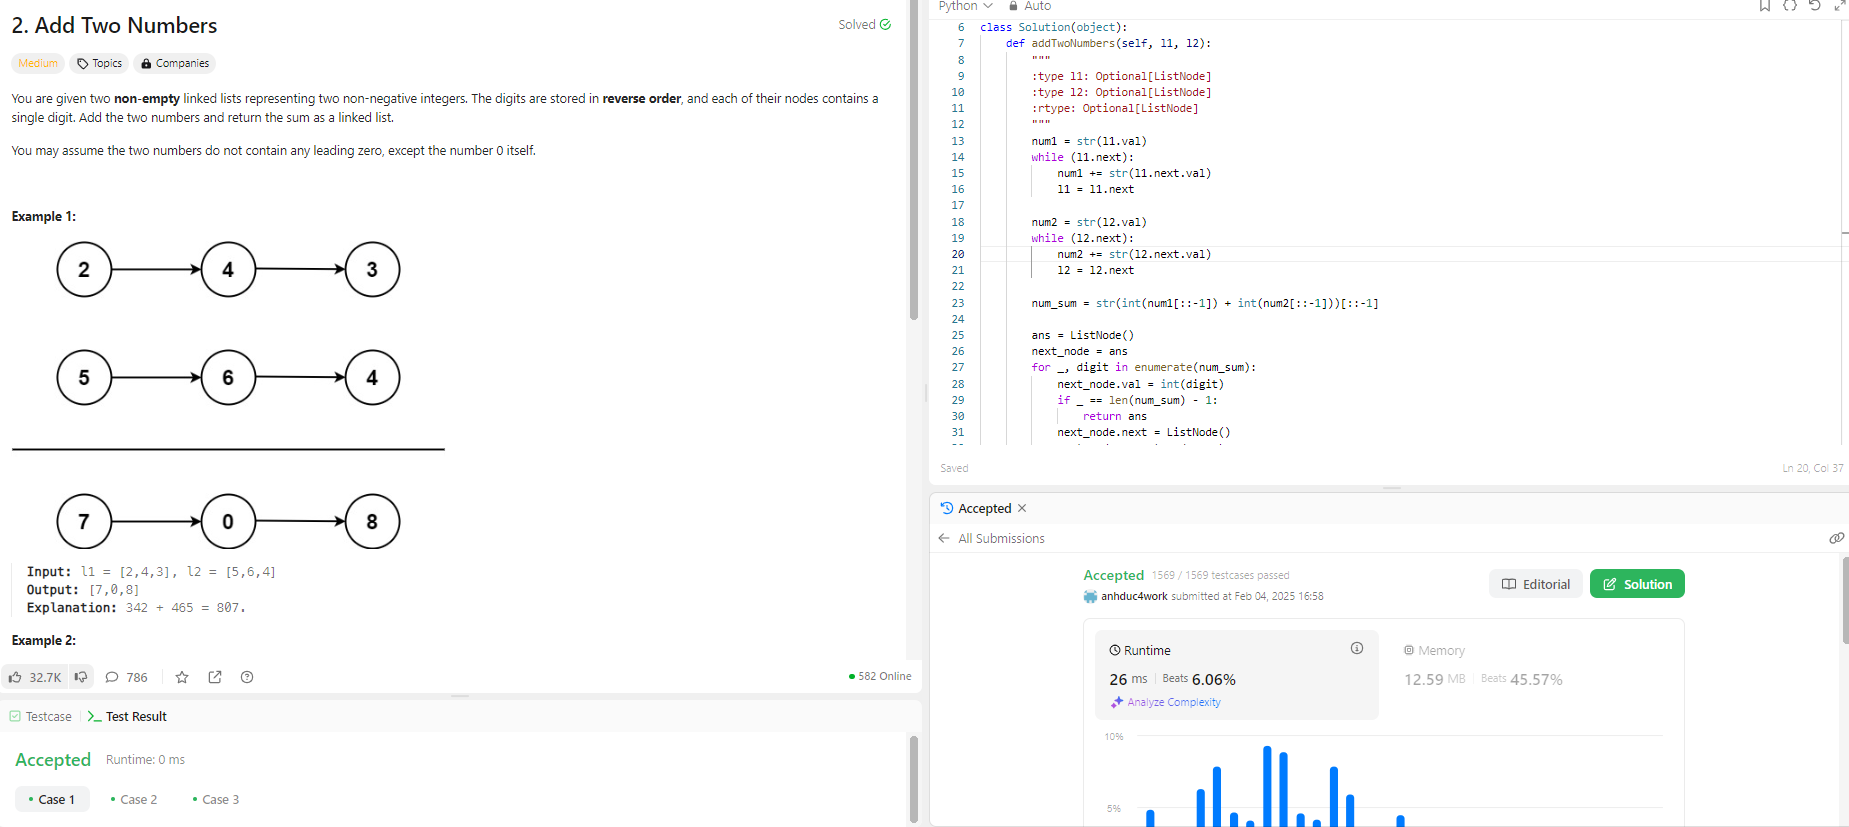 2. Add Two Numbers
Solved
Medium
Topics
Companies
You are given two non-empty linked lists representing two non-negative integers. The digits are stored in reverse order, and each of their nodes contains a
single digit. Add the two numbers and return the sum as a linked list.
You may assume the two numbers do not contain any leading zero, except the number 0 itself.
Example 1:
2 4 3
5 6 4
7 0 8
Input: l1 = [2,4,3], l2 = [5,6,4]
Output: [7,0,8]
Explanation: 342 + 465 = 807.
Example 2:
32.7K
786
582 Online
Testcase
Test Result
Accepted Runtime: 0 ms
Case 1
Case 2
Case 3
Python
Auto
6 class Solution(object):
7 def addTwoNumbers(self, l1, l2):
8 """
9 :type l1: Optional[ListNode]
10 :type l2: Optional[ListNode]
11 :rtype: Optional[ListNode]
12 """
13 num1 = str(l1.val)
14 while (l1.next):
15 num1 += str(l1.next.val)
16 l1 = l1.next
17
18 num2 = str(l2.val)
19 while (l2.next):
20 num2 += str(l2.next.val)
21 l2 = l2.next
22
23 num_sum = str(int(num1[::-1]) + int(num2[::-1]))[::-1]
24
25 ans = ListNode()
26 next_node = ans
27 for _, digit in enumerate(num_sum):
28 next_node.val = int(digit)
29 if _ == len(num_sum) - 1:
30 return ans
31 next_node.next = ListNode()
Saved
Ln 20, Col 37
Accepted
All Submissions
Accepted 1569 / 1569 testcases passed
anhduc4work submitted at Feb 04, 2025 16:58
Editorial
Solution
Runtime
26 ms Beats 6.06%
Analyze Complexity
Memory
12.59 MB Beats 45.57%
10%
5%